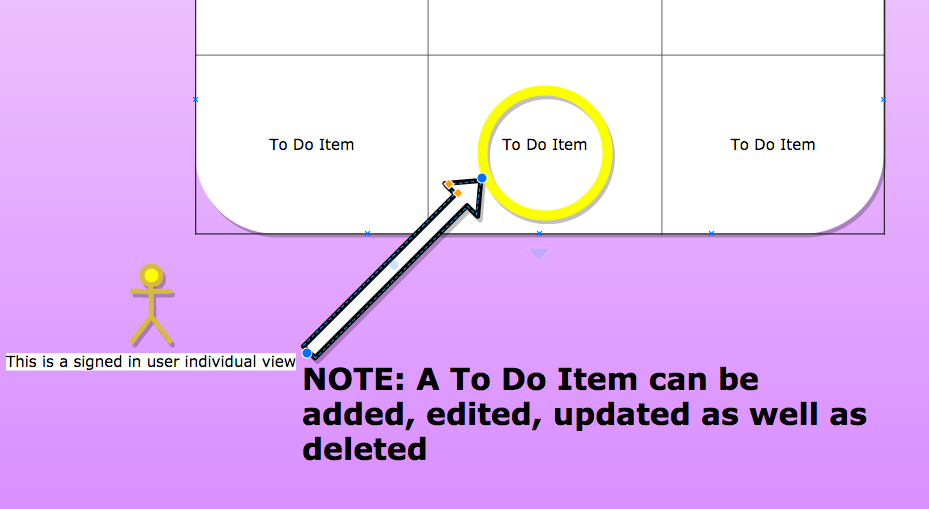 To Do Item To Do Item To Do Item
This is a signed in user individual view
NOTE: A To Do Item can be
added, edited, updated as well as
deleted